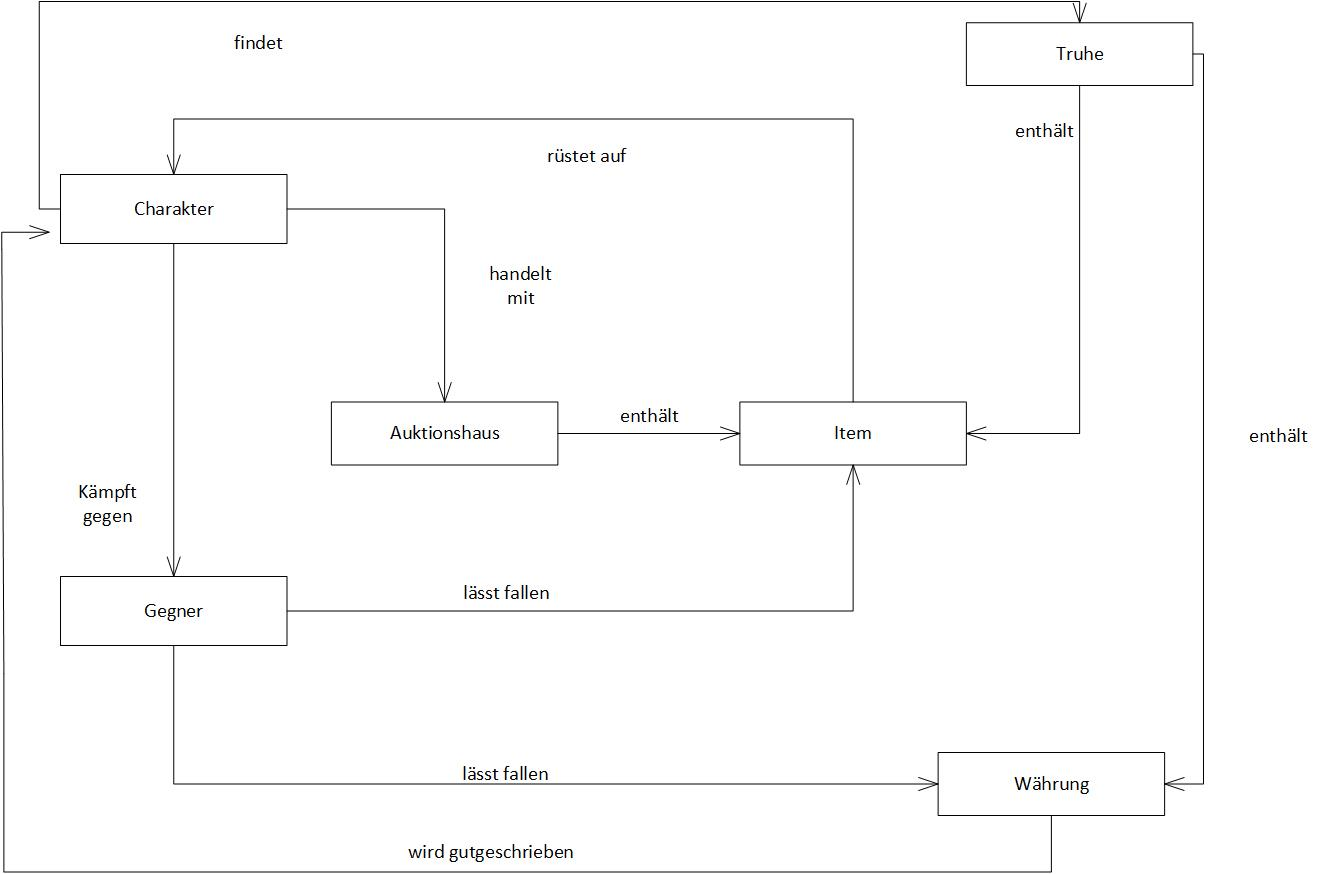 findet
Truhe
enthält
rüstet auf
Charakter
handelt
mit
enthält
Auktionshaus
Item
enthält
Kämpft
gegen
lässt fallen
Gegner
lässt fallen
Währung
wird gutgeschrieben